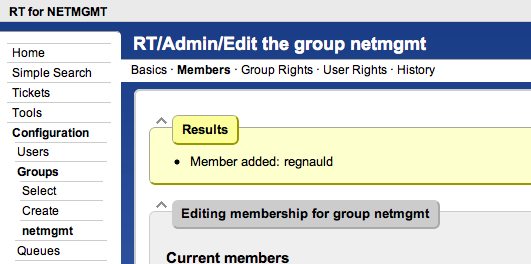 RT for NETMGMT
RT/Admin/Edit the group netmgmt
Basics · Members · Group Rights · User Rights · History
Home
Simple Search
Tickets
Tools
Configuration
Users
Groups
Select
Create
netmgmt
Queues
Results
Member added: regnauld
Editing membership for group netmgmt
Current members